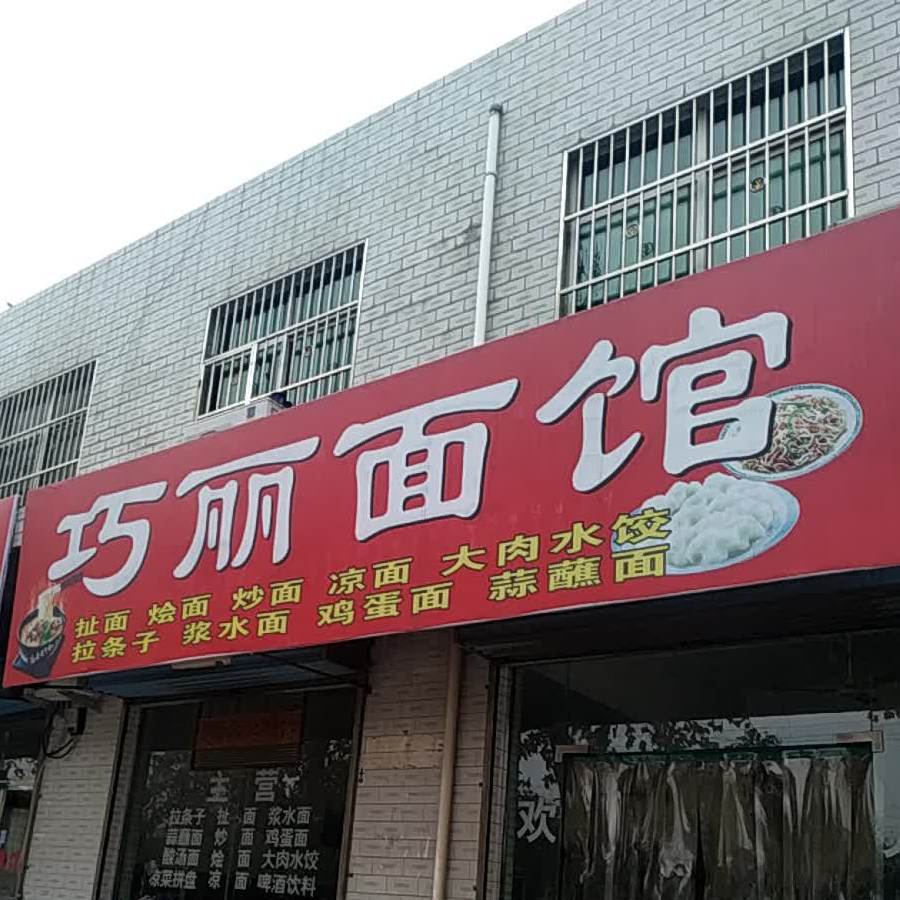 巧丽面馆
扯面 烩面 炒面 凉面 大肉水饺
拉条子 浆水面 鸡蛋面 蒜蘸面
主营
拉条子 扯面 浆水面
蒜蘸面 炒面 鸡蛋面
酸汤面 烩面 大肉水饺
凉菜拼盘 凉面 啤酒饮料
欢